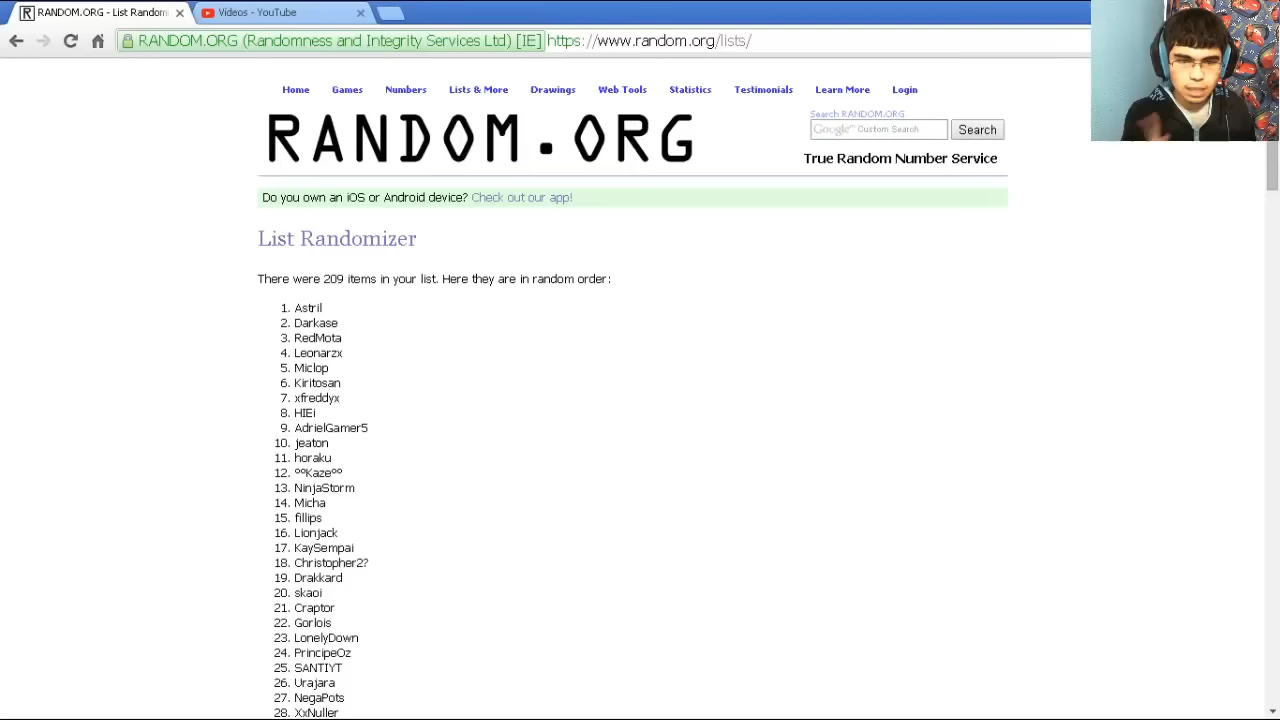 RANDOM.ORG - List Random
Vídeos - YouTube
RANDOM.ORG (Randomness and Integrity Services Ltd) [IE] https://www.random.org/lists/
Home Games Numbers Lists & More Drawings Web Tools Statistics Testimonials Learn More Login
RANDOM.ORG
Search RANDOM.ORG
Google™ Custom Search Search
True Random Number Service
Do you own an iOS or Android device? Check out our app!
List Randomizer
There were 209 items in your list. Here they are in random order:
1. Astril
2. Darkase
3. RedMota
4. Leonarzx
5. Miclop
6. Kiritosan
7. xfreddyx
8. HIEi
9. AdrielGamer5
10. jeaton
11. horaku
12. ººKazeºº
13. NinjaStorm
14. Micha
15. fillips
16. Lionjack
17. KaySempai
18. Christopher2?
19. Drakkard
20. skaoi
21. Craptor
22. Gorlois
23. LonelyDown
24. PrincipeOz
25. SANTIYT
26. Urajara
27. NegaPots
28. XxNuller